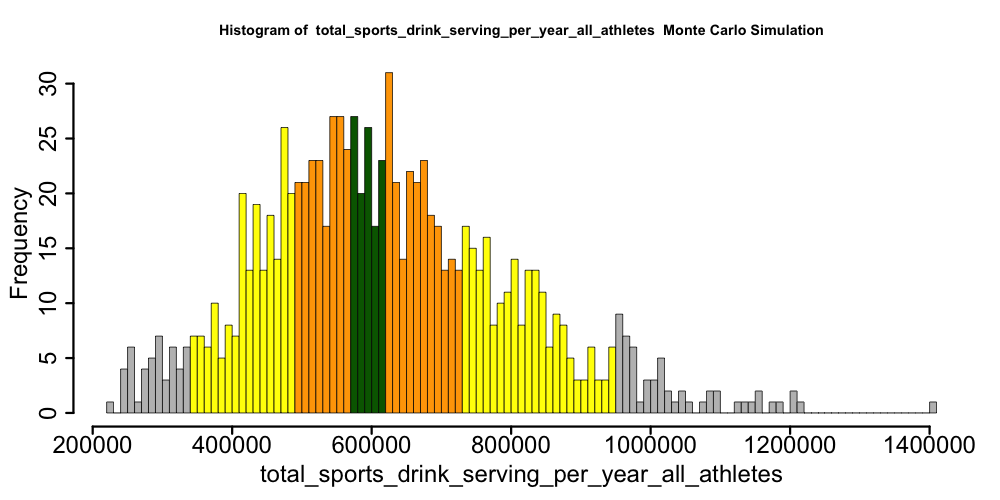 Histogram of  total_sports_drink_serving_per_year_all_athletes  Monte Carlo Simulation
Frequency
30
25
20
15
10
5
0
200000 400000 600000 800000 1000000 1200000 1400000
total_sports_drink_serving_per_year_all_athletes